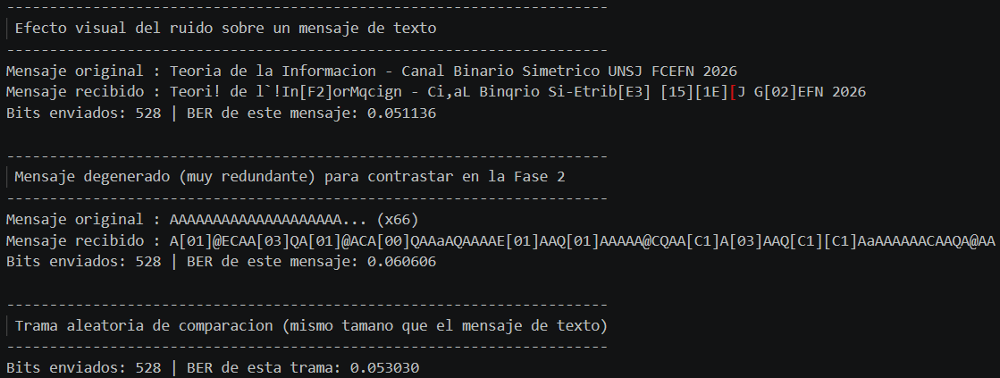 ----------------------------------------------------------------------
Efecto visual del ruido sobre un mensaje de texto
----------------------------------------------------------------------
Mensaje original : Teoria de la Informacion - Canal Binario Simetrico UNSJ FCEFN 2026
Mensaje recibido : Teori! de l`!In[F2]orMqcign - Ci,aL Binqrio Si-Etrib[E3] [15][1E][J G[02]EFN 2026
Bits enviados: 528 | BER de este mensaje: 0.051136
----------------------------------------------------------------------
Mensaje degenerado (muy redundante) para contrastar en la Fase 2
----------------------------------------------------------------------
Mensaje original : AAAAAAAAAAAAAAAAAAAA... (x66)
Mensaje recibido : A[01]@ECAA[03]QA[01]@ACA[00]QAAaAQAAAAE[01]AAQ[01]AAAAA@CQAA[C1]A[03]AAQ[C1][C1]AaAAAAAACAAQA@AA
Bits enviados: 528 | BER de este mensaje: 0.060606
----------------------------------------------------------------------
Trama aleatoria de comparacion (mismo tamano que el mensaje de texto)
----------------------------------------------------------------------
Bits enviados: 528 | BER de esta trama: 0.053030